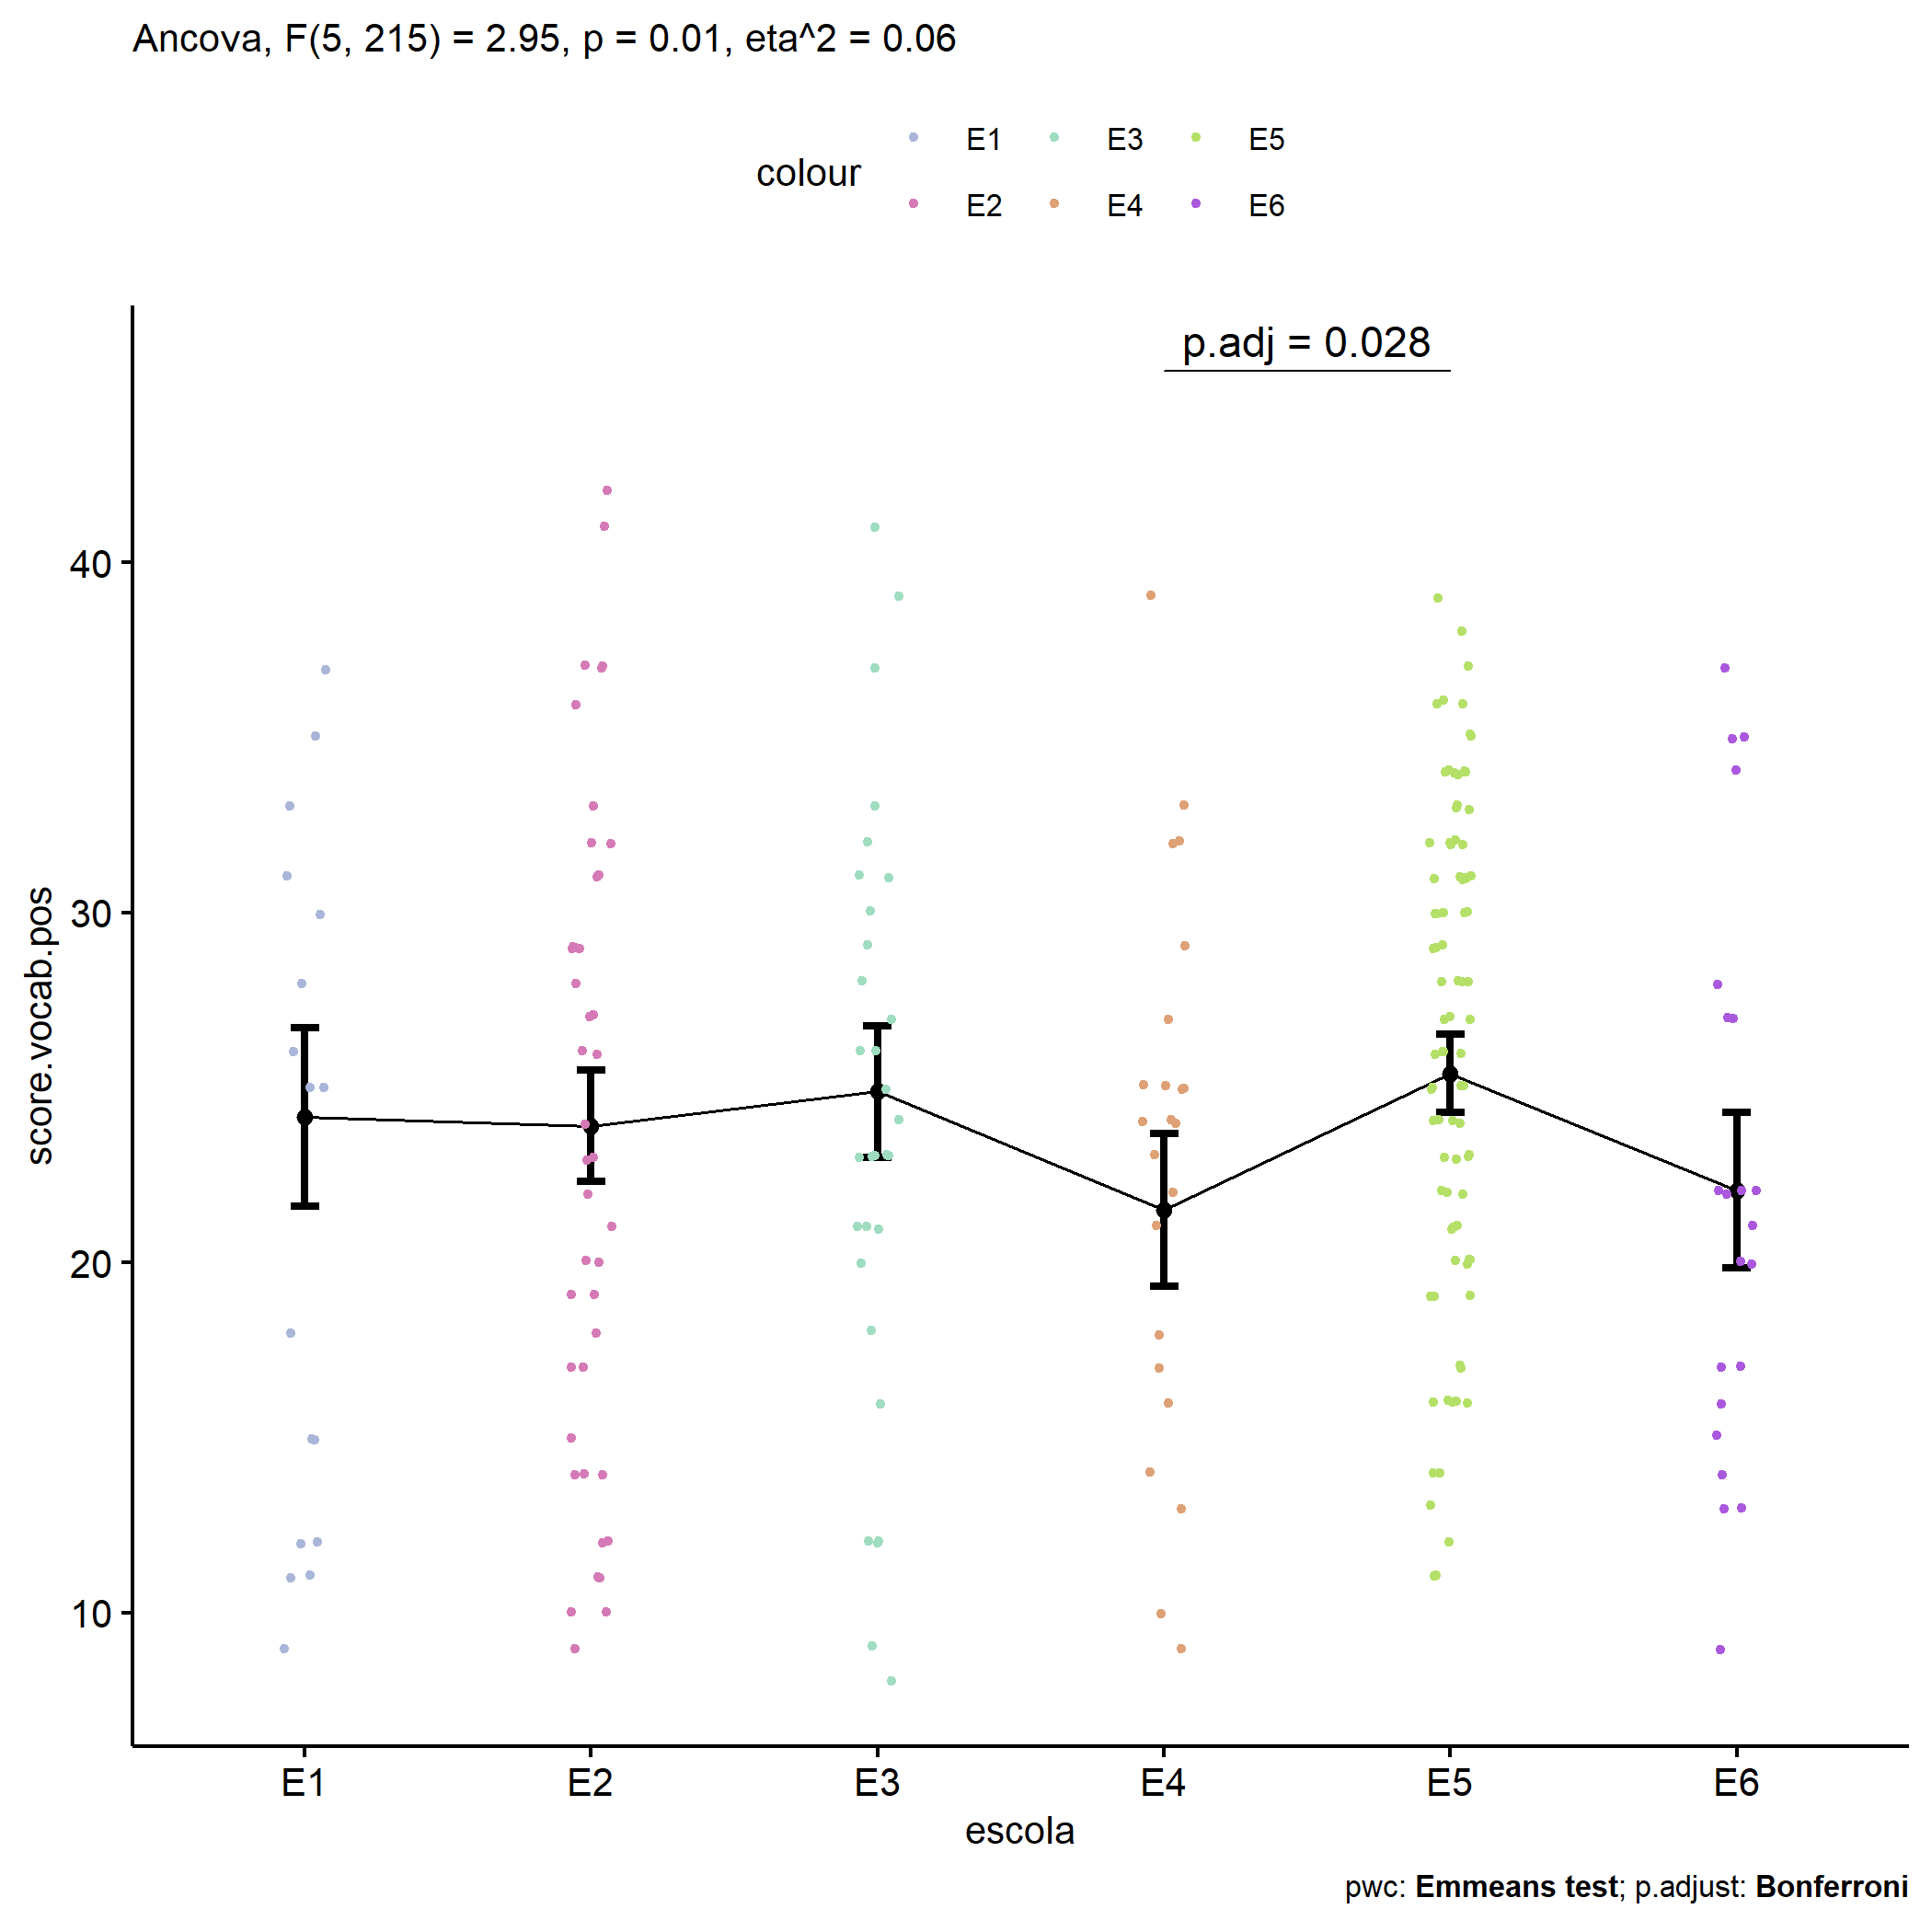 Ancova, F(5, 215) = 2.95, p = 0.01, eta^2 = 0.06
colour
E1
E3
E5
E2
E4
E6
p.adj = 0.028
40
30
20
10
score.vocab.pos
E1
E2
E3
E4
E5
E6
escola
pwc: Emmeans test; p.adjust: Bonferroni